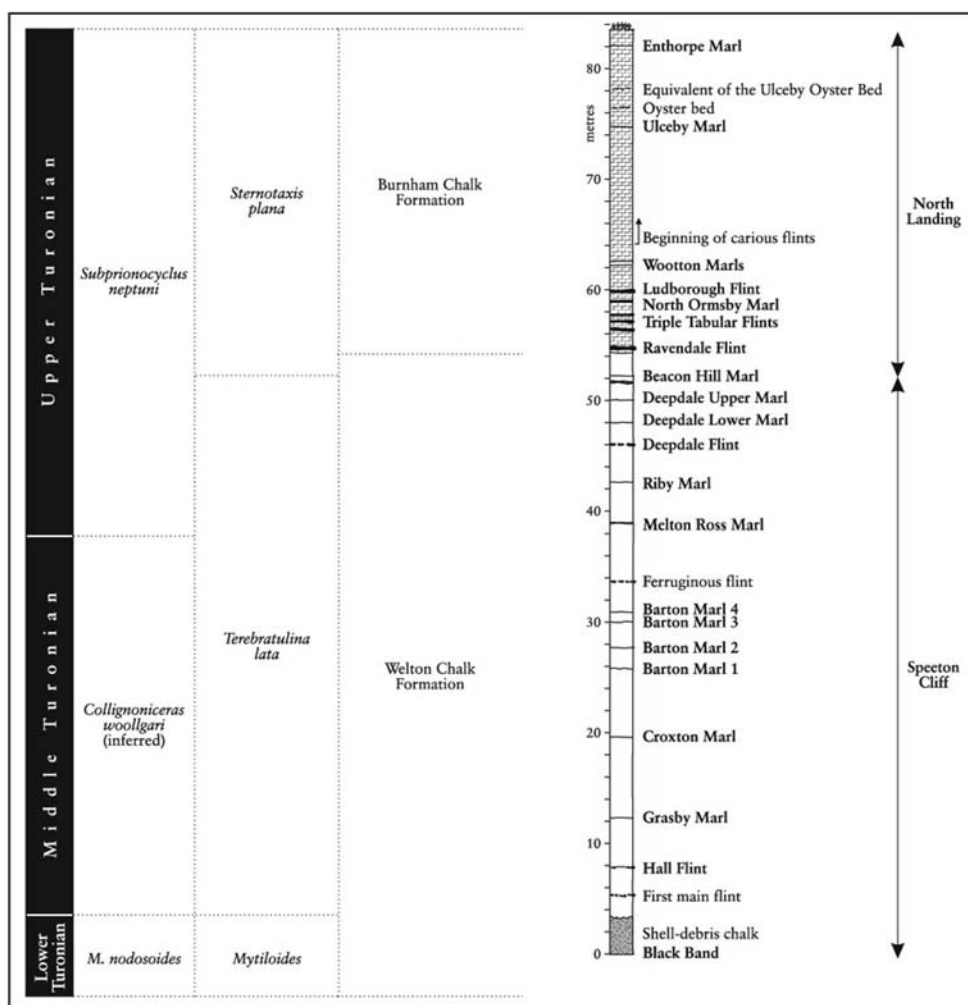 Upper Turonian
Middle Turonian
Lower
Turonian
Subprionocyclus
neptuni
Collignoniceras
woollgari
(inferred)
M. nodosoides
Sternotaxis
plana
Terebratulina
lata
Mytiloides
Burnham Chalk
Formation
Welton Chalk
Formation
metres
80
70
60
50
40
30
20
10
0
Enthorpe Marl
Equivalent of the Ulceby Oyster Bed
Oyster bed
Ulceby Marl
Beginning of carious flints
Wootton Marls
Ludborough Flint
North Ormsby Marl
Triple Tabular Flints
Ravendale Flint
Beacon Hill Marl
Deepdale Upper Marl
Deepdale Lower Marl
Deepdale Flint
Riby Marl
Melton Ross Marl
Ferruginous flint
Barton Marl 4
Barton Marl 3
Barton Marl 2
Barton Marl 1
Croxton Marl
Grasby Marl
Hall Flint
First main flint
Shell-debris chalk
Black Band
North
Landing
Speeton
Cliff